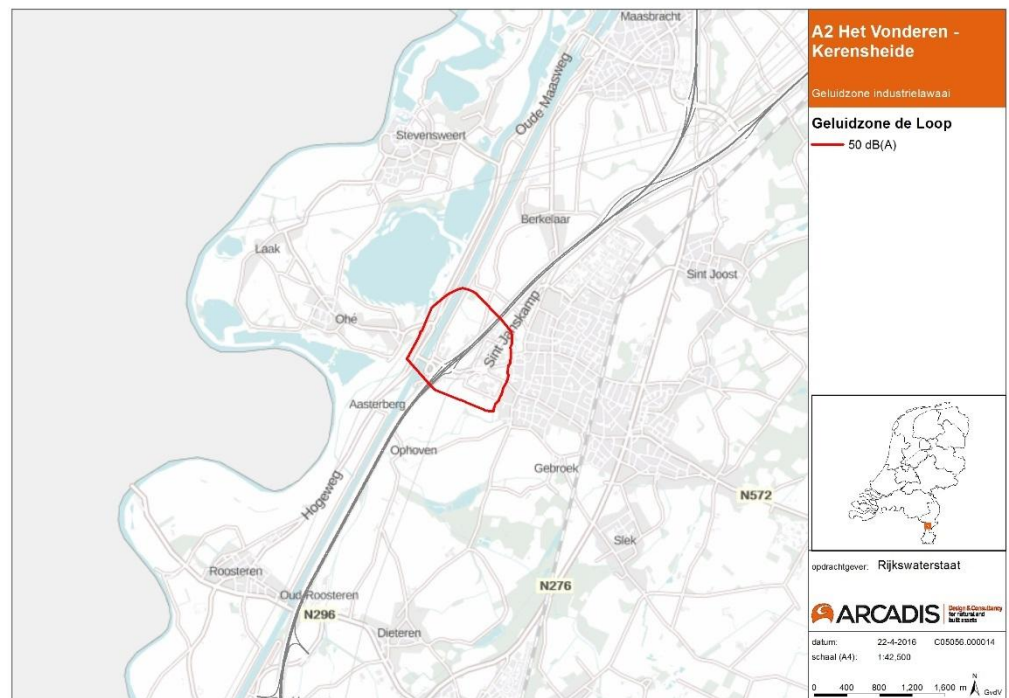 Maasbracht
Oude Maasweg
Stevensweert
Berkelaar
Laak
Sint Joost
Ohé
Sint Janskamp
Aasterberg
Ophoven
Gebroek
Hogeweg
N572
Slek
Roosteren
N276
Oud-Roosteren
N296
Dieteren
A2 Het Vonderen -
Kerensheide
Geluidzone industrielawaai
Geluidzone de Loop
50 dB(A)
opdrachtgever: Rijkswaterstaat
ARCADIS
Design & Consultancy
for natural and
built assets
datum: 22-4-2016 C05056.000014
schaal (A4): 1:42,500
0 400 800 1,200 1,600 m
N
GvdV